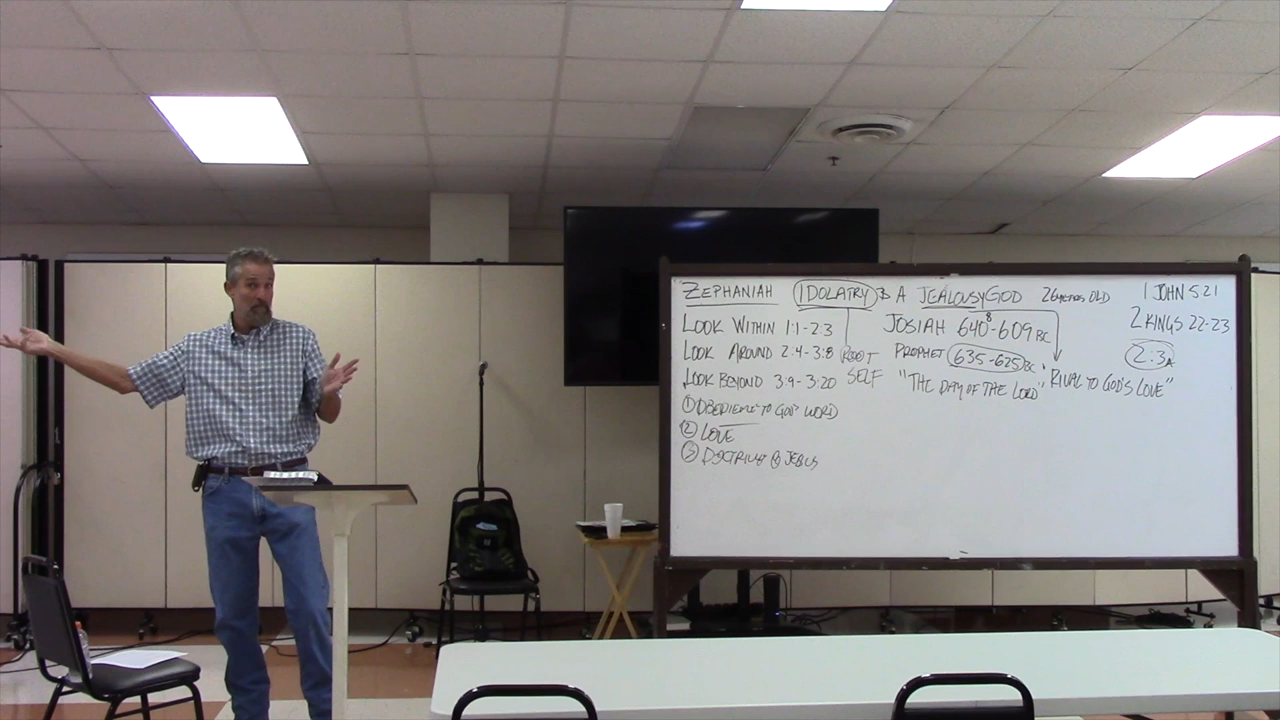 ZEPHANIAH IDOLATRY & A JEALOUSY GOD 26 YEARS OLD 1 JOHN 5:21
LOOK WITHIN 1:1-2:3 JOSIAH 640-609 BC 8 2 KINGS 22-23
LOOK AROUND 2:4-3:8 ROOT PROPHET 635-625 BC 2:3A
LOOK BEYOND 3:9-3:20 SELF "THE DAY OF THE LORD" "RIVAL TO GOD'S LOVE"
① OBEDIENCE TO GOD'S WORD
② LOVE
③ DOCTRINE JESUS